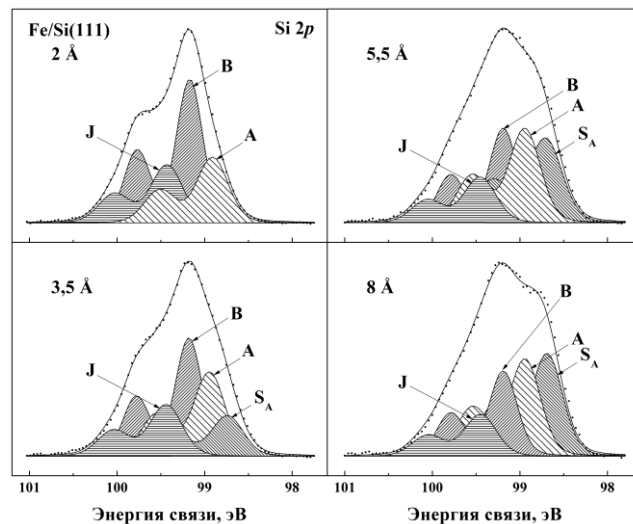 Fe/Si(111)
Si 2p
2 Å
B
J
A
5,5 Å
B
A
S_A
J
3,5 Å
B
A
J
S_A
8 Å
B
A
S_A
J
101 100 99 98
101 100 99 98
Энергия связи, эВ
Энергия связи, эВ